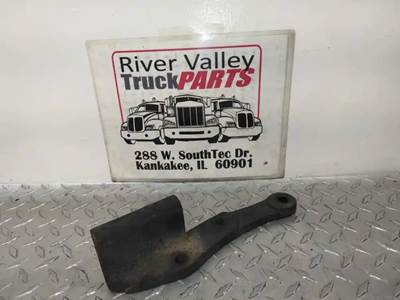 River Valley
TruckPARTS
288 W. SouthTec Dr.
Kankakee, IL 60901